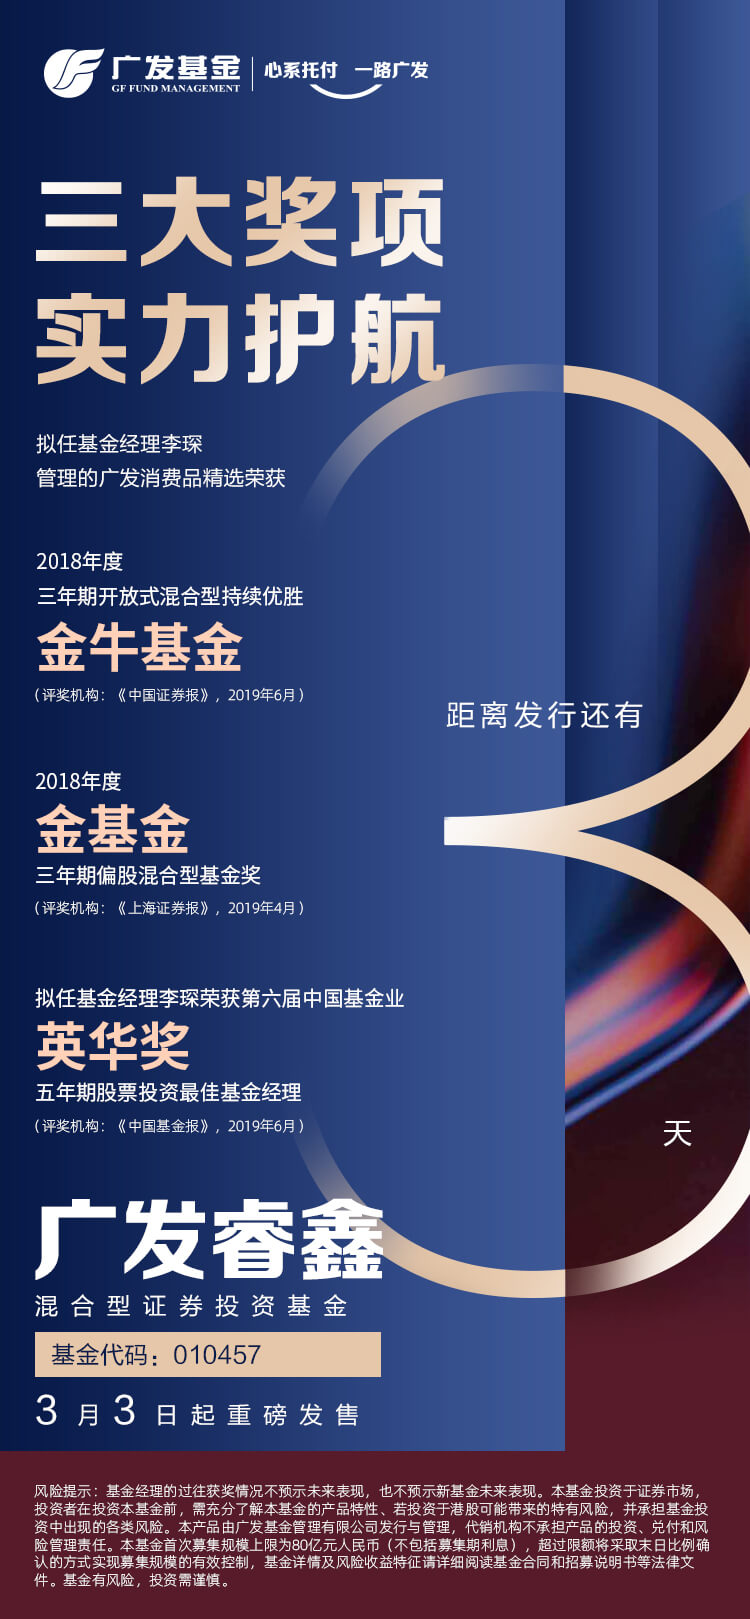 广发基金
GF FUND MANAGEMENT
心系托付 一路广发
三大奖项
实力护航
拟任基金经理李琛
管理的广发消费品精选荣获
2018年度
三年期开放式混合型持续优胜
金牛基金
（评奖机构：《中国证券报》，2019年6月）
距离发行还有
3
天
2018年度
金基金
三年期偏股混合型基金奖
（评奖机构：《上海证券报》，2019年4月）
拟任基金经理李琛荣获第六届中国基金业
英华奖
五年期股票投资最佳基金经理
（评奖机构：《中国基金报》，2019年6月）
广发睿鑫
混合型证券投资基金
基金代码：010457
3月3日起重磅发售
风险提示：基金经理的过往获奖情况不预示未来表现，也不预示新基金未来表现。本基金投资于证券市场，
投资者在投资本基金前，需充分了解本基金的产品特性、若投资于港股可能带来的特有风险，并承担基金投
资中出现的各类风险。本产品由广发基金管理有限公司发行与管理，代销机构不承担产品的投资、兑付和风
险管理责任。本基金首次募集规模上限为80亿元人民币（不包括募集期利息），超过限额将采取末日比例确
认的方式实现募集规模的有效控制，基金详情及风险收益特征请详细阅读基金合同和招募说明书等法律文
件。基金有风险，投资需谨慎。